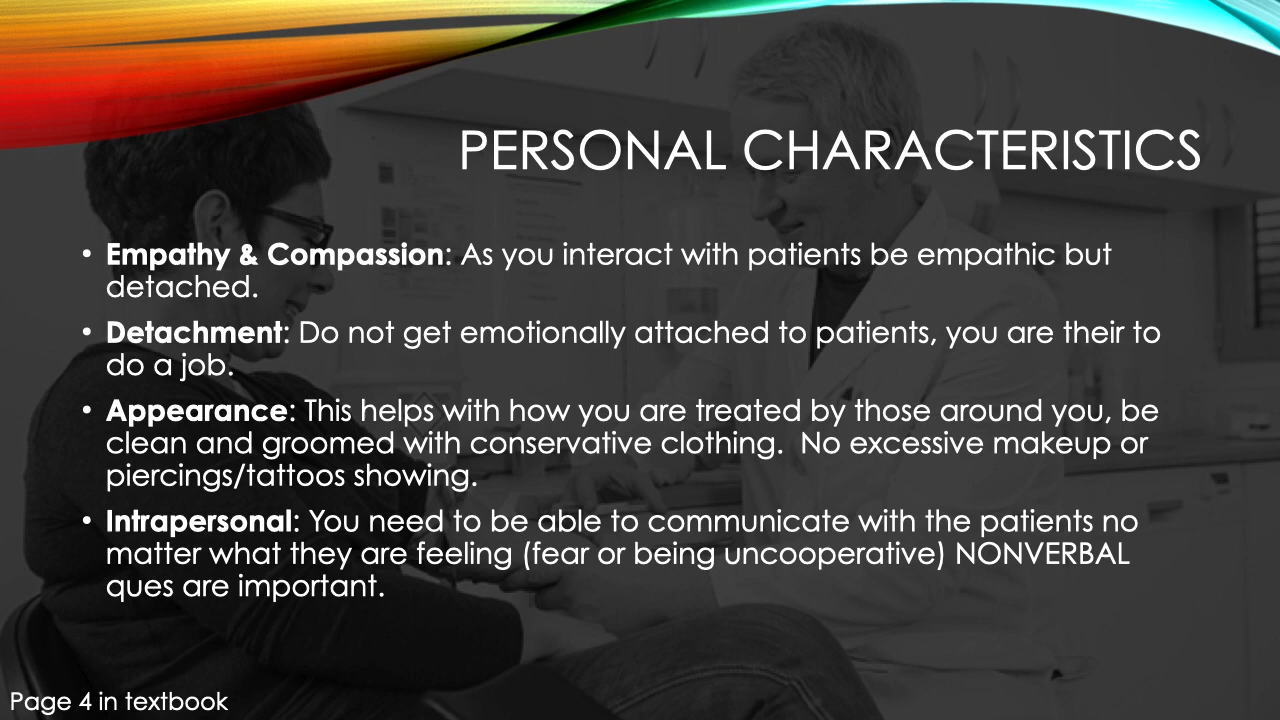 PERSONAL CHARACTERISTICS
• Empathy & Compassion: As you interact with patients be empathic but
detached.
• Detachment: Do not get emotionally attached to patients, you are their to
do a job.
• Appearance: This helps with how you are treated by those around you, be
clean and groomed with conservative clothing.  No excessive makeup or
piercings/tattoos showing.
• Intrapersonal: You need to be able to communicate with the patients no
matter what they are feeling (fear or being uncooperative) NONVERBAL
ques are important.
Page 4 in textbook